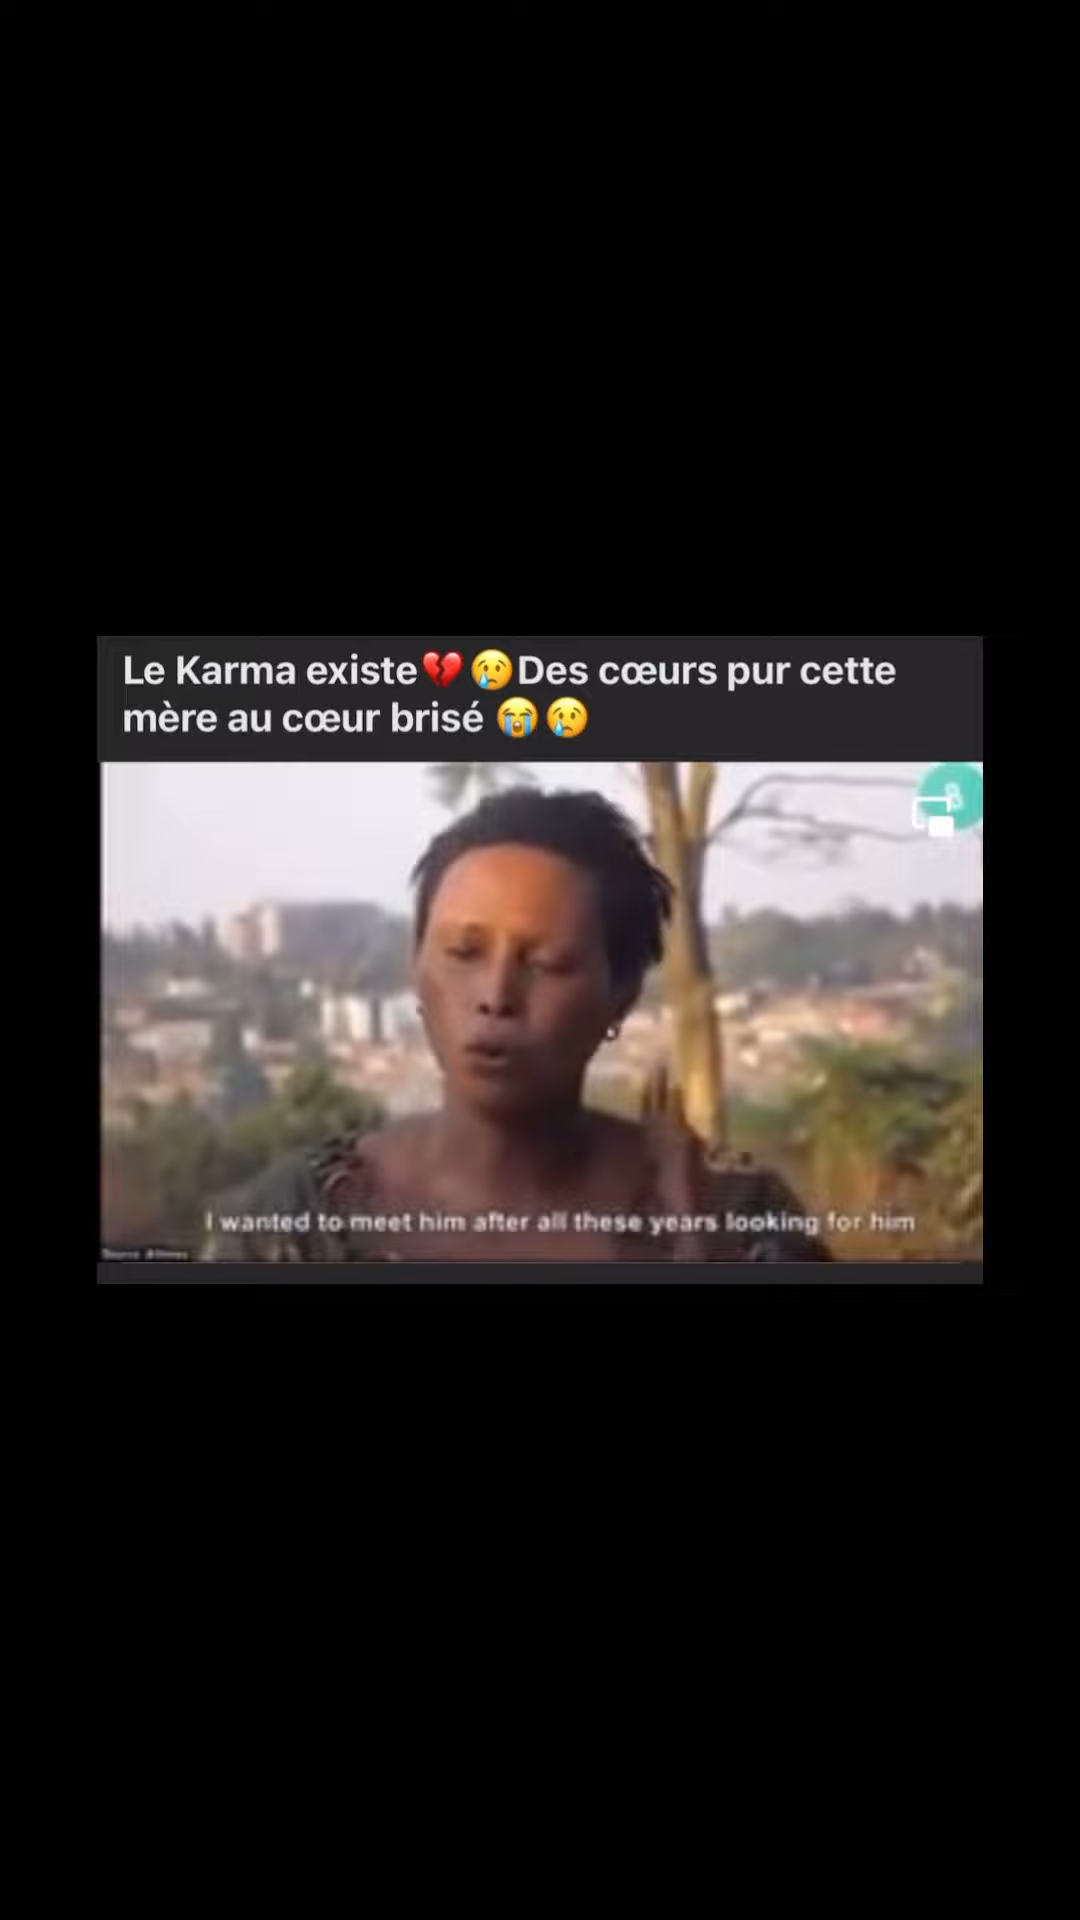 Le Karma existe💔😢Des cœurs pur cette
mère au cœur brisé 😭😢
I wanted to meet him after all these years looking for him